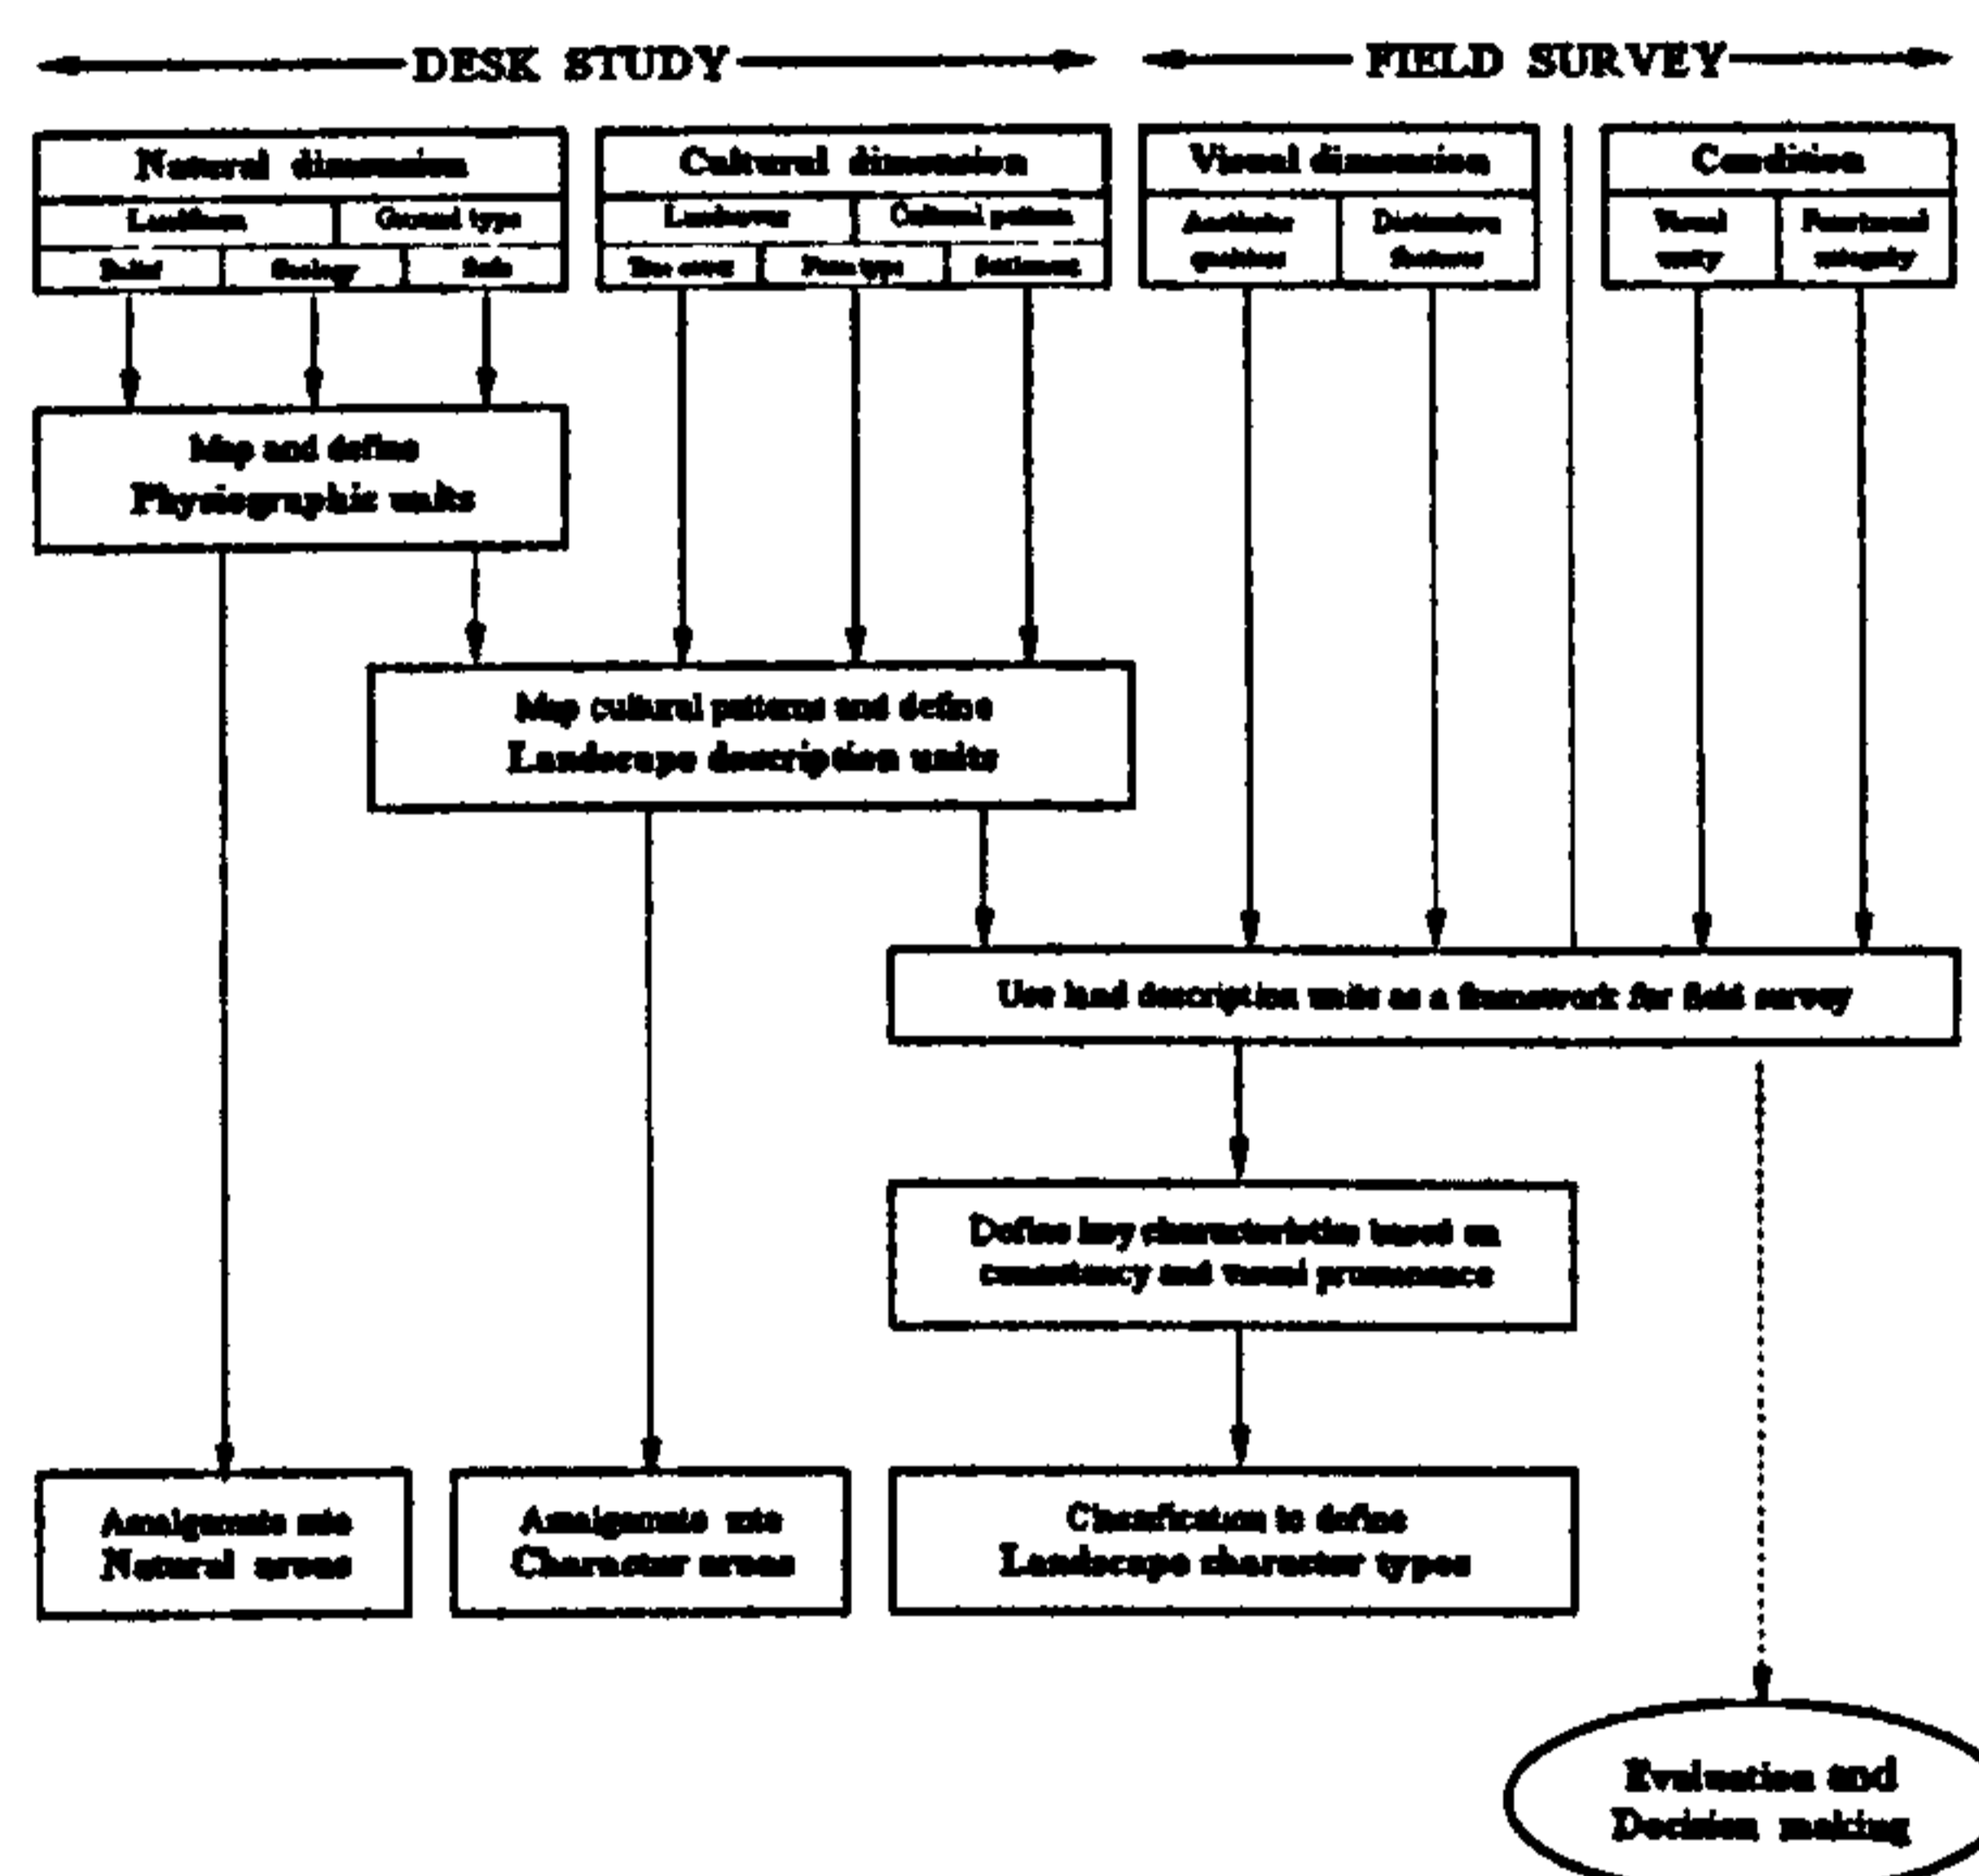 DESK STUDY
FIELD SURVEY
Natural dimension
Cultural dimension
Visual dimension
Condition
Landform
Ground type
Landcover
Cultural pattern
Aesthetic
qualities
Distinctive
features
Visual
unity
Functional
integrity
Relief
Geology
Soils
Tree cover
Farm type
Settlement
Map and define
Physiographic units
Map cultural patterns and define
Landscape description units
Use land description units as a framework for field survey
Define key characteristics based on
consistency and visual prominence
Amalgamate into
Natural areas
Amalgamate into
Character areas
Classification to define
Landscape character types
Evaluation and
Decision making